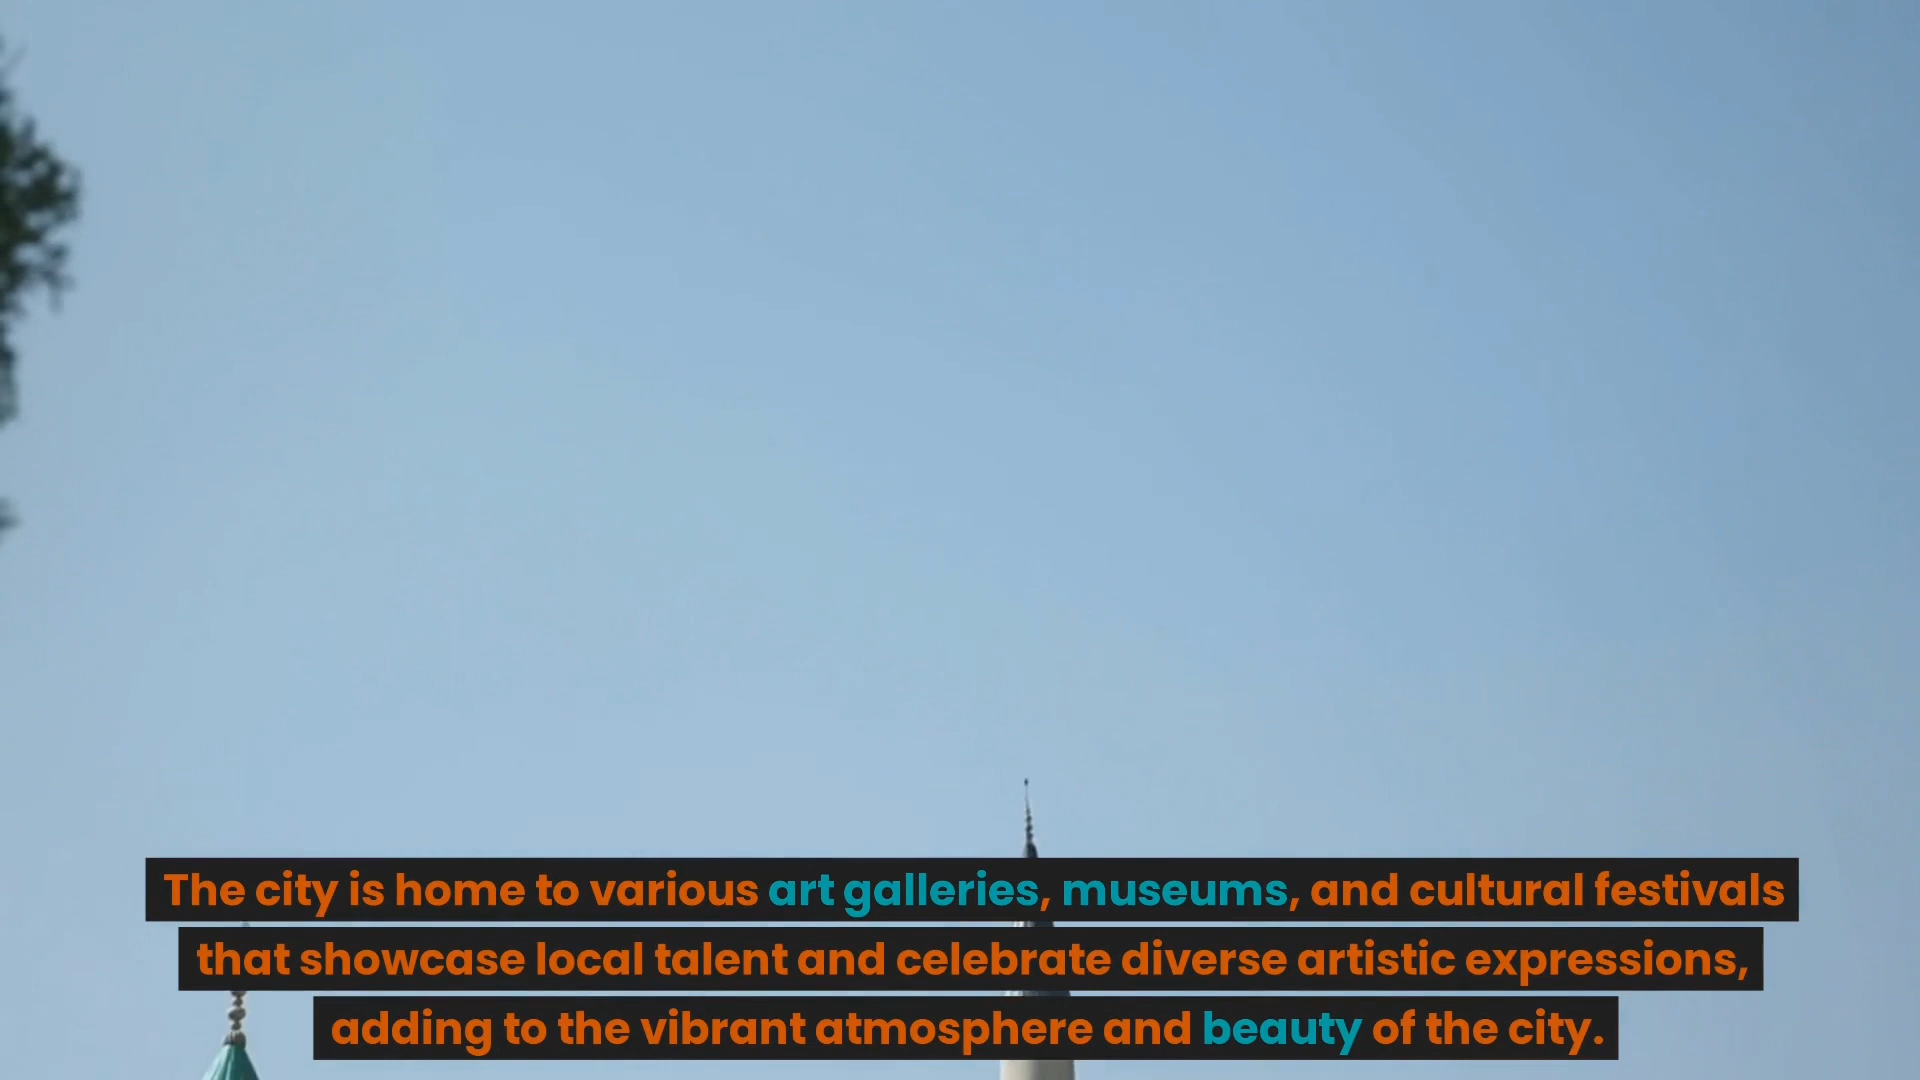 The city is home to various art galleries, museums, and cultural festivals
that showcase local talent and celebrate diverse artistic expressions,
adding to the vibrant atmosphere and beauty of the city.